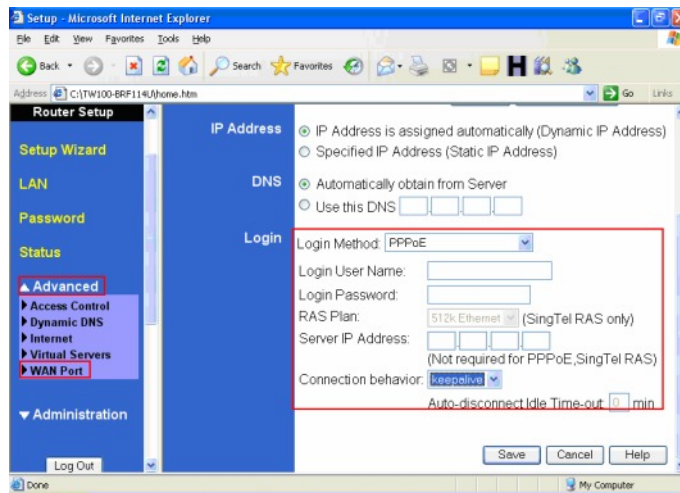 Setup - Microsoft Internet Explorer
File Edit View Favorites Tools Help
Back Search Favorites
Address C:\TW100-BRF114U\home.htm Go Links
Router Setup
Setup Wizard
LAN
Password
Status
Advanced
Access Control
Dynamic DNS
Internet
Virtual Servers
WAN Port
Administration
Log Out
IP Address
IP Address is assigned automatically (Dynamic IP Address)
Specified IP Address (Static IP Address)
DNS
Automatically obtain from Server
Use this DNS . . .
Login
Login Method: PPPoE
Login User Name:
Login Password:
RAS Plan: 512k Ethernet (SingTel RAS only)
Server IP Address: . . .
(Not required for PPPoE,SingTel RAS)
Connection behavior: keepalive
Auto-disconnect Idle Time-out 0 min
Save Cancel Help
Done My Computer